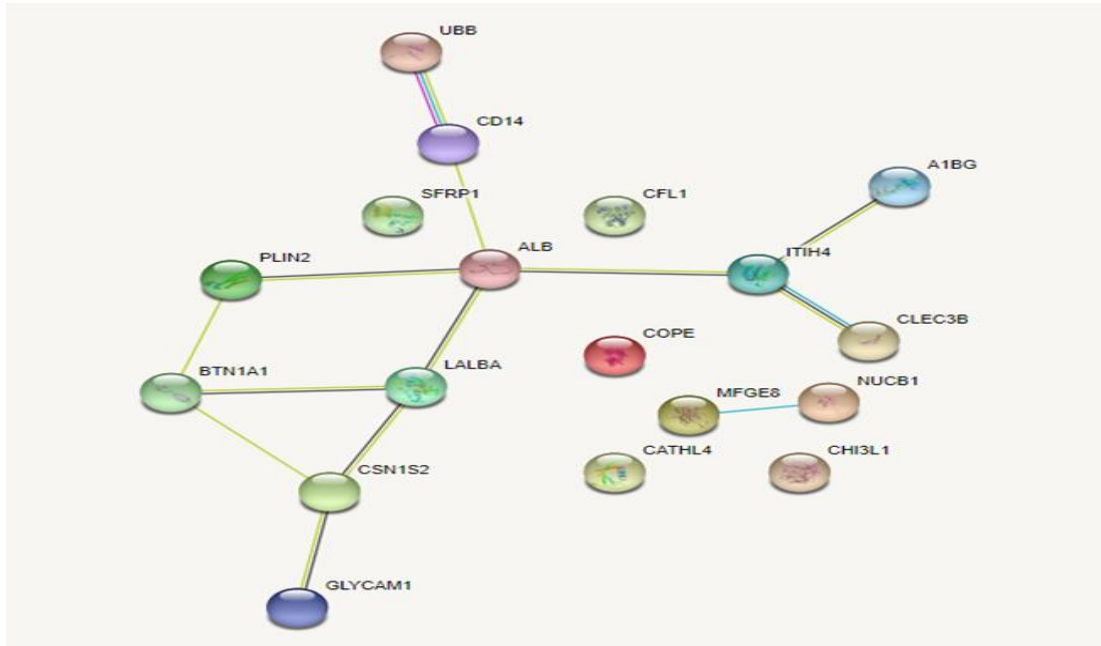 UBB
CD14
A1BG
SFRP1
CFL1
ALB
ITIH4
PLIN2
CLEC3B
COPE
LALBA
BTN1A1
NUCB1
MFGE8
CATHL4
CHI3L1
CSN1S2
GLYCAM1